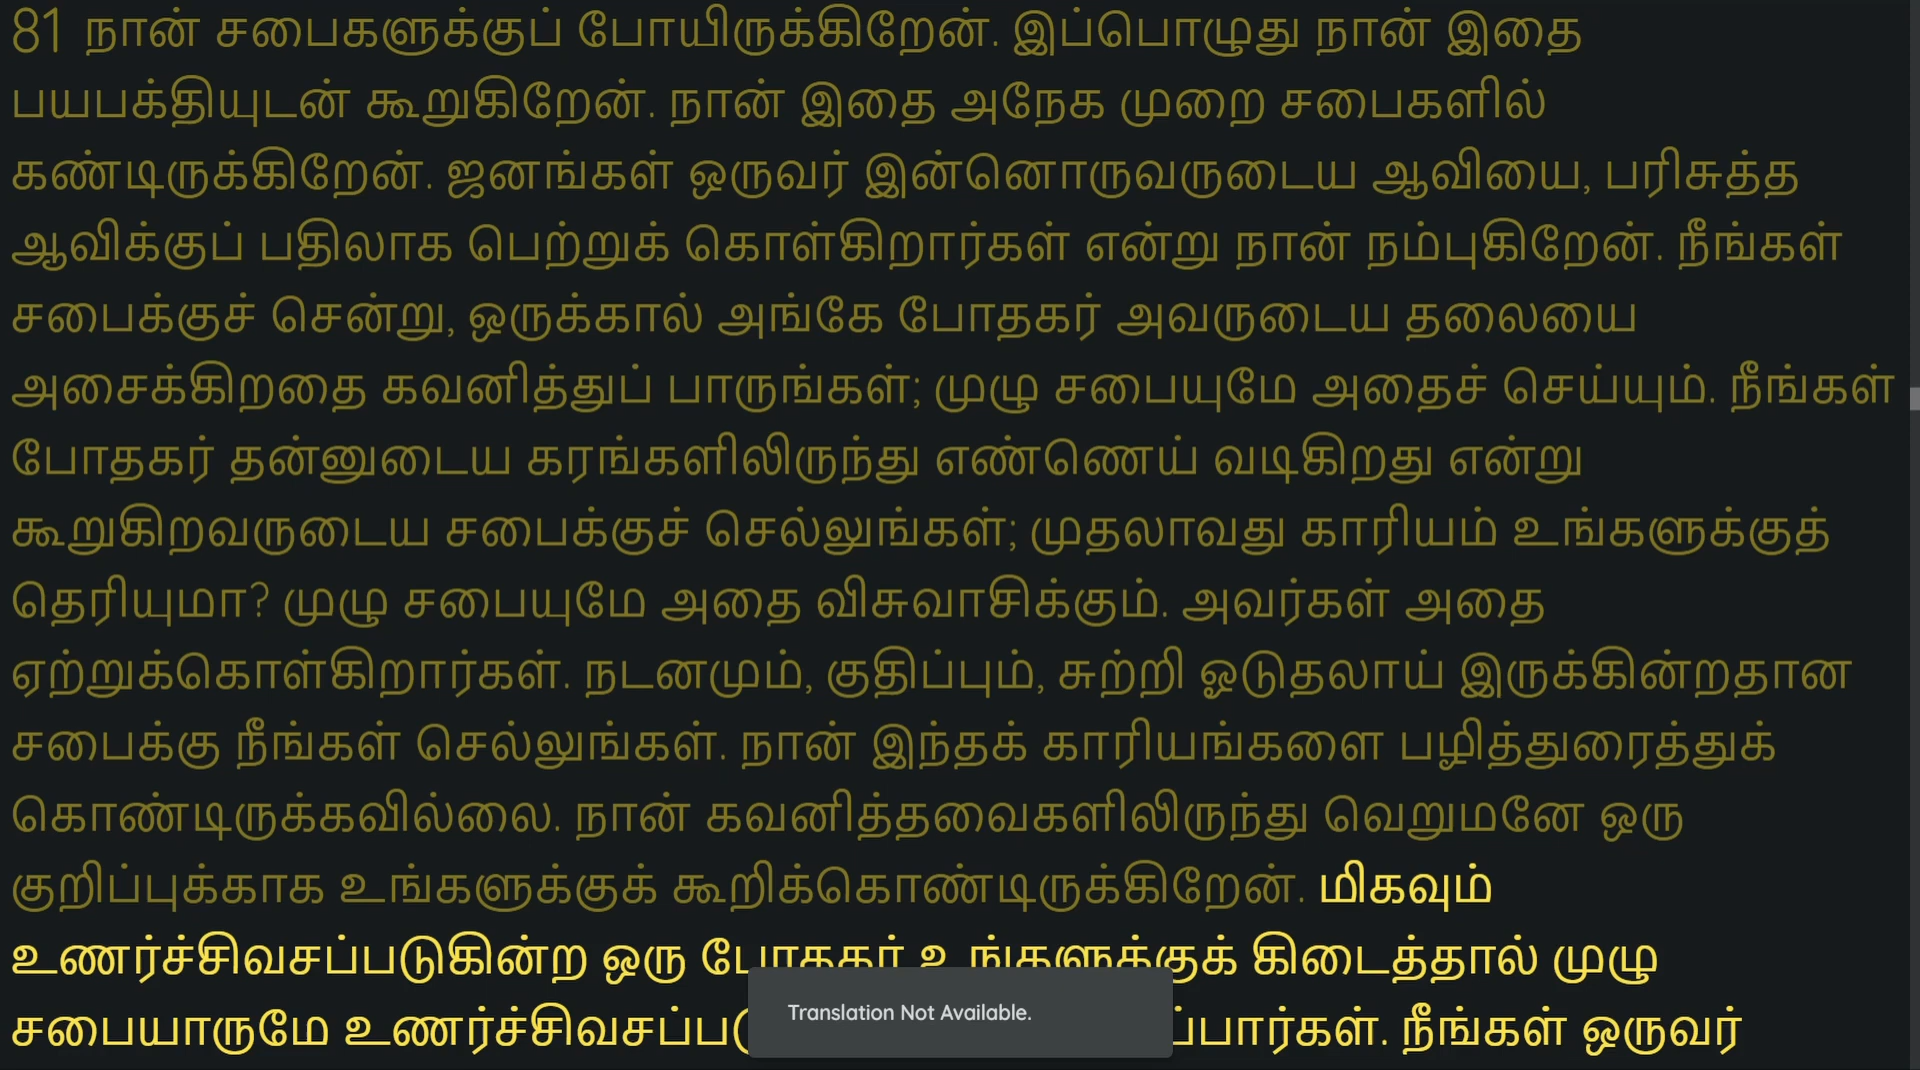 81 நான் சபைகளுக்குப் போயிருக்கிறேன். இப்பொழுது நான் இதை
பயபக்தியுடன் கூறுகிறேன். நான் இதை அநேக முறை சபைகளில்
கண்டிருக்கிறேன். ஜனங்கள் ஒருவர் இன்னொருவருடைய ஆவியை, பரிசுத்த
ஆவிக்குப் பதிலாக பெற்றுக் கொள்கிறார்கள் என்று நான் நம்புகிறேன். நீங்கள்
சபைக்குச் சென்று, ஒருக்கால் அங்கே போதகர் அவருடைய தலையை
அசைக்கிறதை கவனித்துப் பாருங்கள்; முழு சபையுமே அதைச் செய்யும். நீங்கள்
போதகர் தன்னுடைய கரங்களிலிருந்து எண்ணெய் வடிகிறது என்று
கூறுகிறவருடைய சபைக்குச் செல்லுங்கள்; முதலாவது காரியம் உங்களுக்குத்
தெரியுமா? முழு சபையுமே அதை விசுவாசிக்கும். அவர்கள் அதை
ஏற்றுக்கொள்கிறார்கள். நடனமும், குதிப்பும், சுற்றி ஓடுதலாய் இருக்கின்றதான
சபைக்கு நீங்கள் செல்லுங்கள். நான் இந்தக் காரியங்களை பழித்துரைத்துக்
கொண்டிருக்கவில்லை. நான் கவனித்தவைகளிலிருந்து வெறுமனே ஒரு
குறிப்புக்காக உங்களுக்குக் கூறிக்கொண்டிருக்கிறேன். மிகவும்
உணர்ச்சிவசப்படுகின்ற ஒரு போதகர் உங்களுக்குக் கிடைத்தால் முழு
சபையாருமே நீங்கள் ஒருவர்
Translation Not Available.